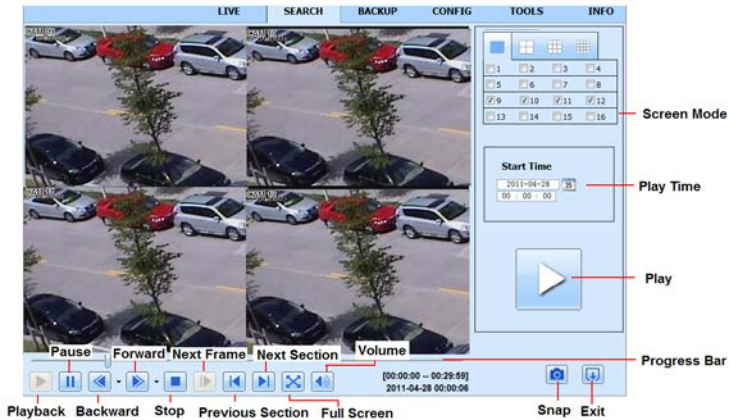 LIVE SEARCH BACKUP CONFIG TOOLS INFO
1 2 3 4
5 6 7 8
9 10 11 12
13 14 15 16
Screen Mode
Start Time
2011-04-28
00 : 00 : 00
Play Time
Play
Pause Forward Next Frame Next Section Volume
Progress Bar
[00:00:00 -- 00:29:59]
2011-04-28 00:00:06
Playback Backward Stop Previous Section Full Screen Snap Exit